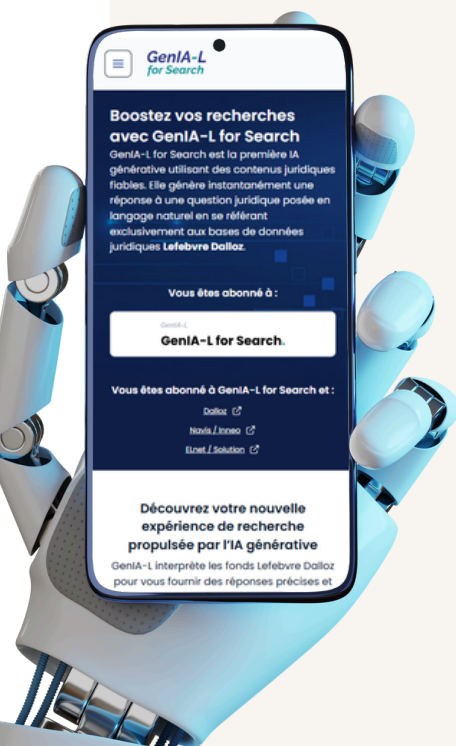 GenIA-L
for Search
Boostez vos recherches
avec GenIA-L for Search
GenIA-L for Search est la première IA
générative utilisant des contenus juridiques
fiables. Elle génère instantanément une
réponse à une question juridique posée en
langage naturel en se référant
exclusivement aux bases de données
juridiques Lefebvre Dalloz.
Vous êtes abonné à :
GenIA-L
GenIA-L for Search.
Vous êtes abonné à GenIA-L for Search et :
Dalloz
Navis / Inneo
ELnet / Solution
Découvrez votre nouvelle
expérience de recherche
propulsée par l'IA générative
GenIA-L interprète les fonds Lefebvre Dalloz
pour vous fournir des réponses précises et